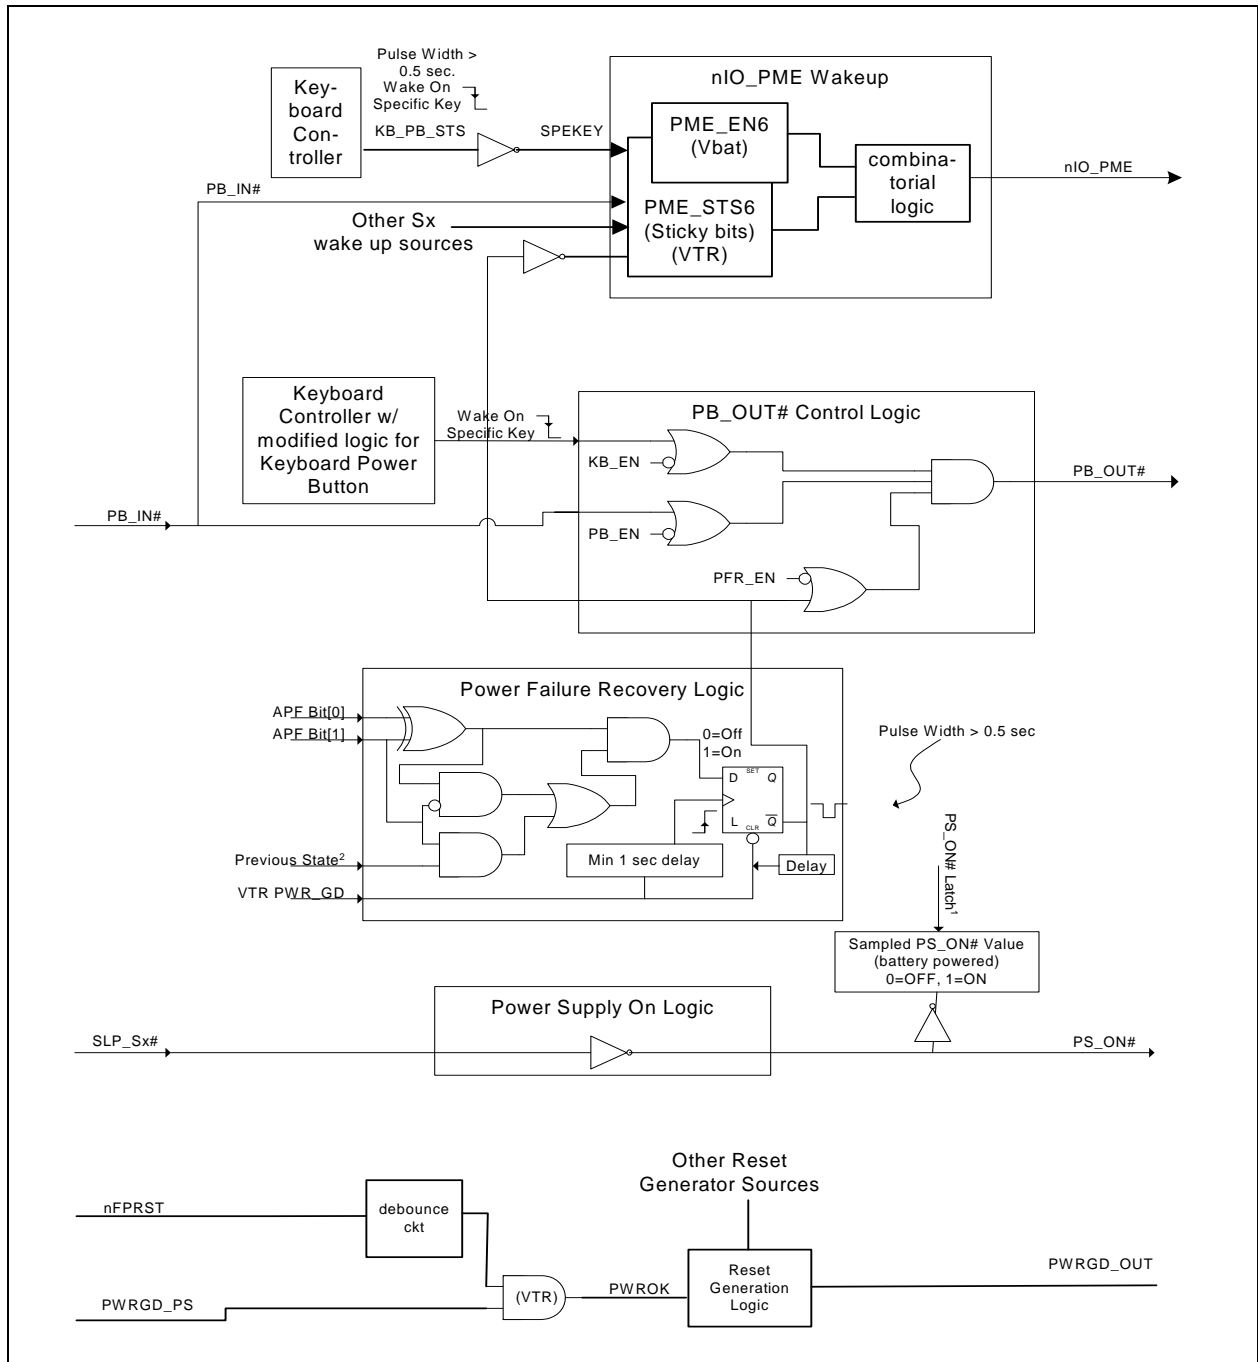 Pulse Width >
0.5 sec.
Wake On
Specific Key
Key-
board
Con-
troller
KB_PB_STS
SPEKEY
nIO_PME Wakeup
PME_EN6
(Vbat)
PME_STS6
(Sticky bits)
(VTR)
combina-
torial
logic
nIO_PME
PB_IN#
Other Sx
wake up sources
Keyboard
Controller w/
modified logic for
Keyboard Power
Button
Wake On
Specific Key
PB_OUT# Control Logic
KB_EN
PB_EN
PFR_EN
PB_OUT#
PB_IN#
Power Failure Recovery Logic
APF Bit[0]
APF Bit[1]
0=Off
1=On
D
SET
Q
L
CLR
Q
Pulse Width > 0.5 sec
Previous State²
Min 1 sec delay
Delay
VTR PWR_GD
PS_ON# Latch¹
Sampled PS_ON# Value
(battery powered)
0=OFF, 1=ON
Power Supply On Logic
SLP_Sx#
PS_ON#
Other Reset
Generator Sources
nFPRST
debounce
ckt
PWRGD_PS
(VTR)
PWROK
Reset
Generation
Logic
PWRGD_OUT